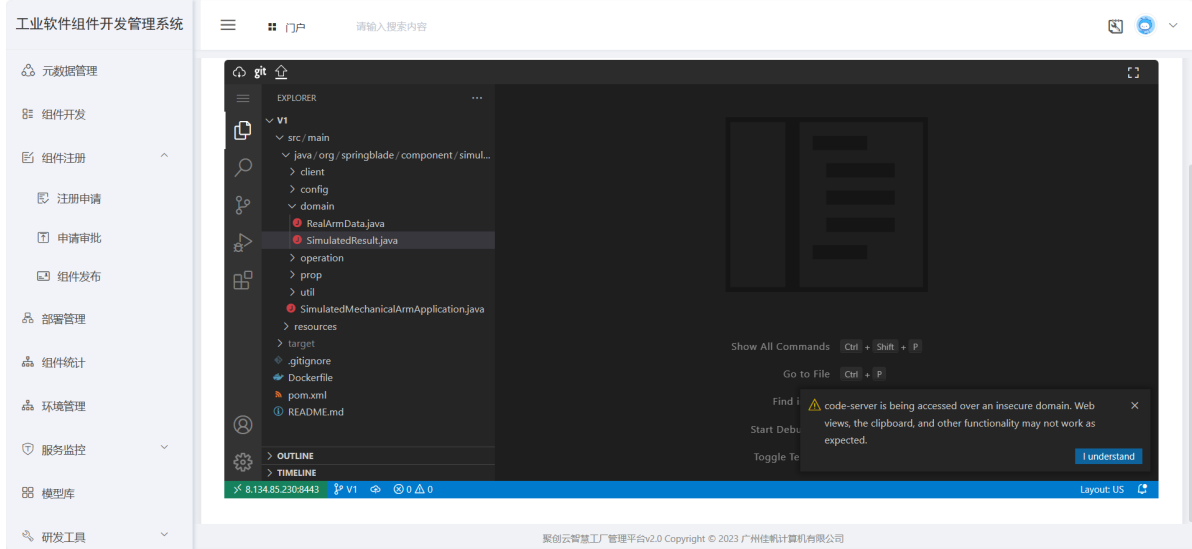 工业软件组件开发管理系统
门户
请输入搜索内容
元数据管理
组件开发
组件注册
注册申请
申请审批
组件发布
部署管理
组件统计
环境管理
服务监控
模型库
研发工具
git
EXPLORER
V1
src/main
java/org/springblade/component/simul...
client
config
domain
RealArmData.java
SimulatedResult.java
operation
prop
util
SimulatedMechanicalArmApplication.java
resources
target
.gitignore
Dockerfile
pom.xml
README.md
OUTLINE
TIMELINE
Show All Commands Ctrl + Shift + P
Go to File Ctrl + P
Find i
Start Debu
Toggle Te
code-server is being accessed over an insecure domain. Web
views, the clipboard, and other functionality may not work as
expected.
I understand
8.134.85.230:8443 V1 0 0 Layout: US
聚创云智慧工厂管理平台v2.0 Copyright © 2023 广州佳帆计算机有限公司